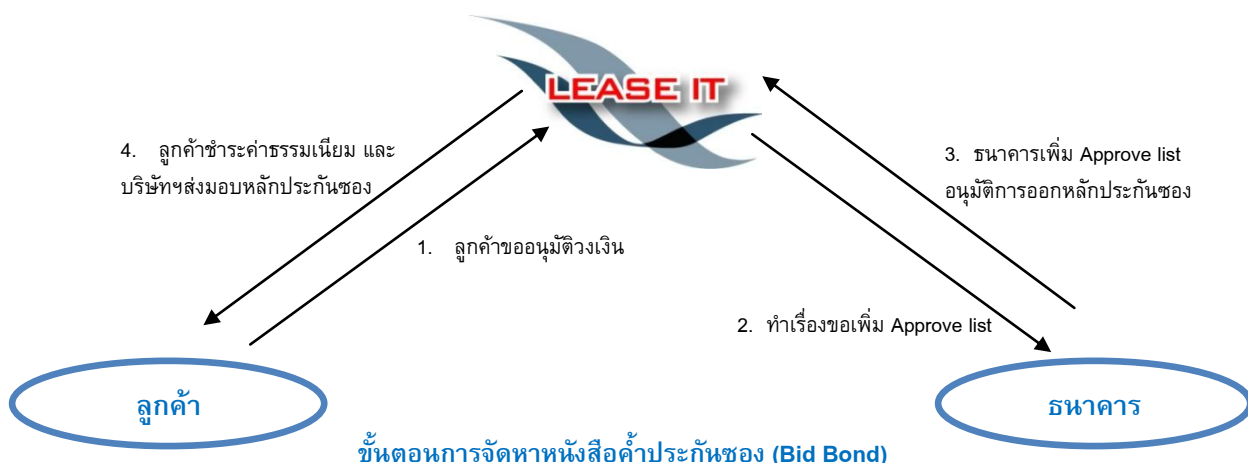 LEASE IT
4. ลูกค้าชำระค่าธรรมเนียม และ
บริษัทฯส่งมอบหลักประกันซอง
3. ธนาคารเพิ่ม Approve list
อนุมัติการออกหลักประกันซอง
1. ลูกค้าขออนุมัติวงเงิน
2. ทำเรื่องขอเพิ่ม Approve list
ลูกค้า
ธนาคาร
ขั้นตอนการจัดหาหนังสือค้ำประกันซอง (Bid Bond)